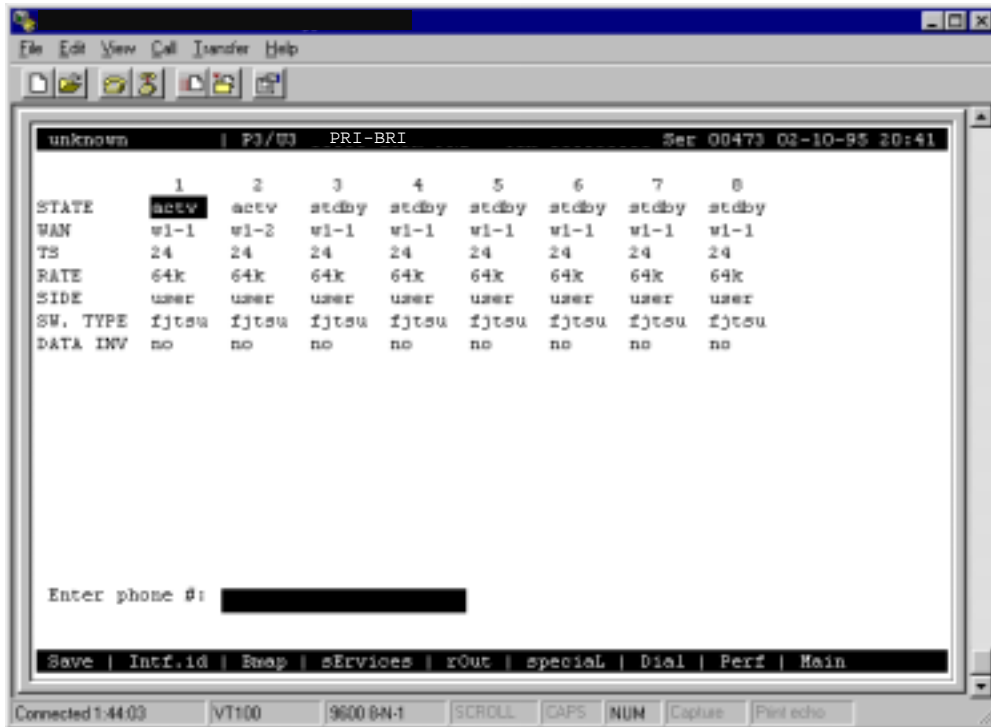 File Edit View Call Transfer Help
unknown | P3/U3 PRI-BRI Ser 00473 02-10-95 20:41
1 2 3 4 5 6 7 8
STATE actv actv stdby stdby stdby stdby stdby stdby
WAN w1-1 w1-2 w1-1 w1-1 w1-1 w1-1 w1-1 w1-1
TS 24 24 24 24 24 24 24 24
RATE 64k 64k 64k 64k 64k 64k 64k 64k
SIDE user user user user user user user user
SW. TYPE fjtsu fjtsu fjtsu fjtsu fjtsu fjtsu fjtsu fjtsu
DATA INV no no no no no no no no
Enter phone #:
Save | Intf.id | Bmap | sErvices | rOut | speciaL | Dial | Perf | Main
Connected 1:44:03 VT100 9600 8-N-1 SCROLL CAPS NUM Capture Print echo